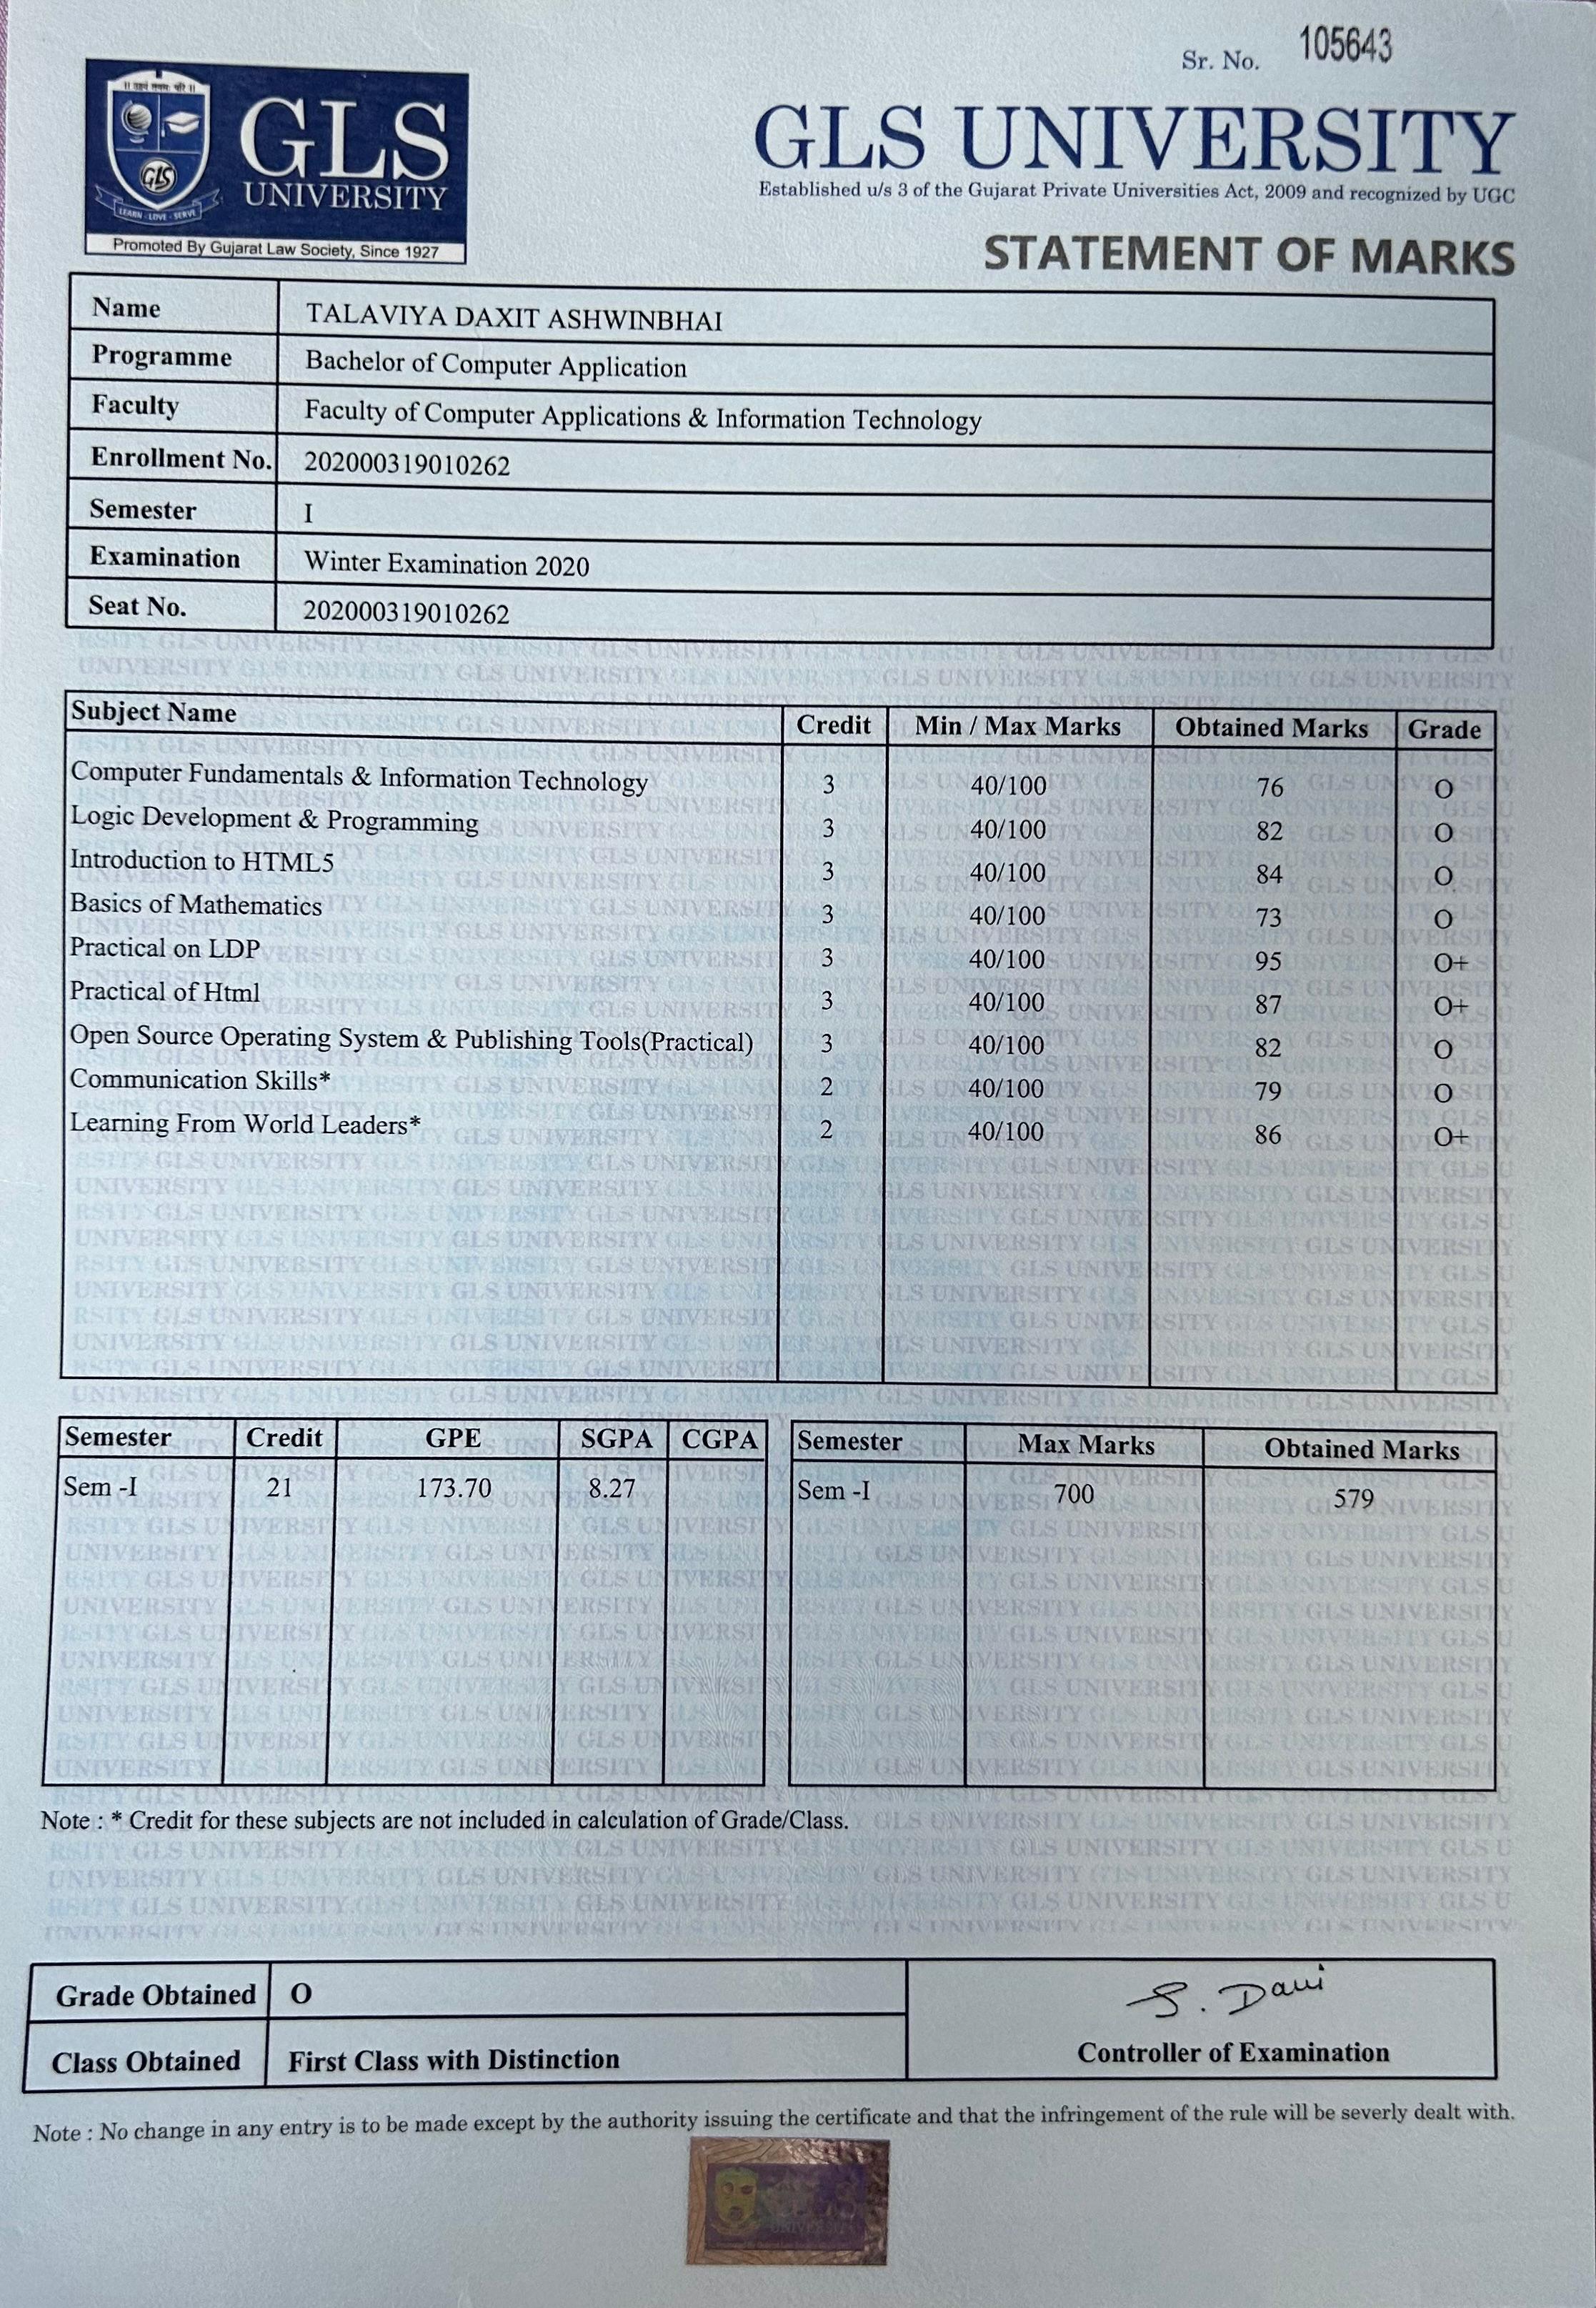 Sr. No. 105643
GLS
UNIVERSITY
GLS
LEARN - LOVE - SERVE
Promoted By Gujarat Law Society, Since 1927
GLS UNIVERSITY
Established u/s 3 of the Gujarat Private Universities Act, 2009 and recognized by UGC
STATEMENT OF MARKS
Name TALAVIYA DAXIT ASHWINBHAI
Programme Bachelor of Computer Application
Faculty Faculty of Computer Applications & Information Technology
Enrollment No. 202000319010262
Semester I
Examination Winter Examination 2020
Seat No. 202000319010262
Subject Name Credit Min / Max Marks Obtained Marks Grade
Computer Fundamentals & Information Technology 3 40/100 76 O
Logic Development & Programming 3 40/100 82 O
Introduction to HTML5 3 40/100 84 O
Basics of Mathematics 3 40/100 73 O
Practical on LDP 3 40/100 95 O+
Practical of Html 3 40/100 87 O+
Open Source Operating System & Publishing Tools(Practical) 3 40/100 82 O
Communication Skills* 2 40/100 79 O
Learning From World Leaders* 2 40/100 86 O+
Semester Credit GPE SGPA CGPA Semester Max Marks Obtained Marks
Sem -I 21 173.70 8.27 Sem -I 700 579
Note : * Credit for these subjects are not included in calculation of Grade/Class.
Grade Obtained O
S. Davi
Class Obtained First Class with Distinction
Controller of Examination
Note : No change in any entry is to be made except by the authority issuing the certificate and that the infringement of the rule will be severly dealt with.